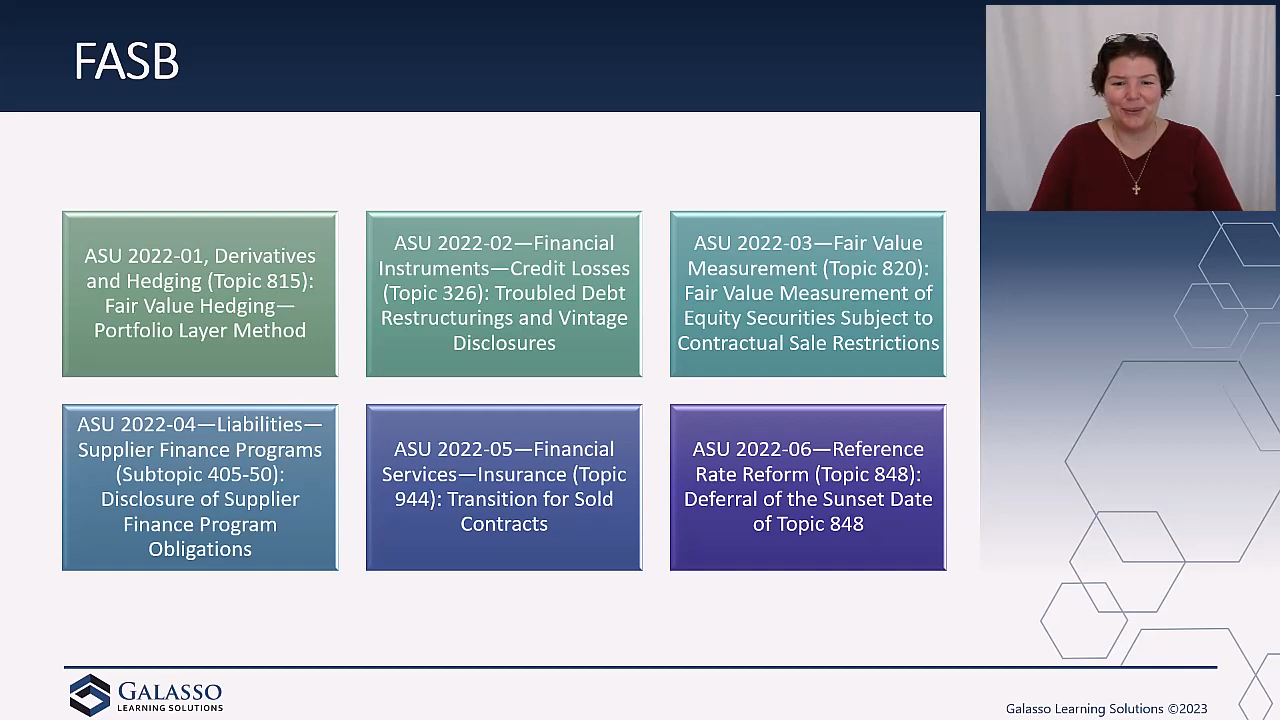 FASB
ASU 2022-01, Derivatives
and Hedging (Topic 815):
Fair Value Hedging—
Portfolio Layer Method
ASU 2022-02—Financial
Instruments—Credit Losses
(Topic 326): Troubled Debt
Restructurings and Vintage
Disclosures
ASU 2022-03—Fair Value
Measurement (Topic 820):
Fair Value Measurement of
Equity Securities Subject to
Contractual Sale Restrictions
ASU 2022-04—Liabilities—
Supplier Finance Programs
(Subtopic 405-50):
Disclosure of Supplier
Finance Program
Obligations
ASU 2022-05—Financial
Services—Insurance (Topic
944): Transition for Sold
Contracts
ASU 2022-06—Reference
Rate Reform (Topic 848):
Deferral of the Sunset Date
of Topic 848
GALASSO
LEARNING SOLUTIONS
Galasso Learning Solutions ©2023